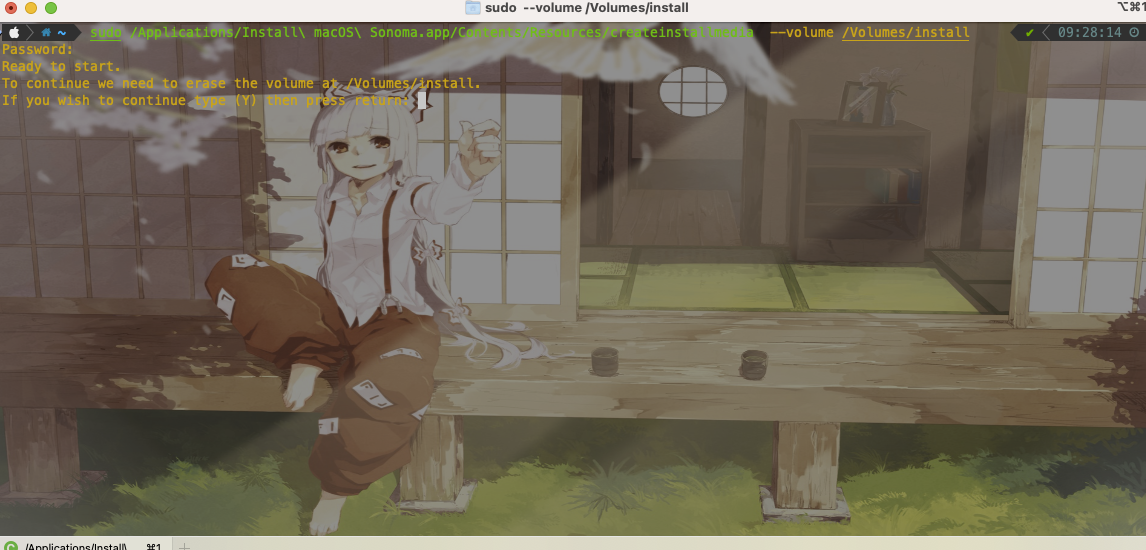 sudo --volume /Volumes/install
⌥⌘1
~ sudo /Applications/Install\ macOS\ Sonoma.app/Contents/Resources/createinstallmedia --volume /Volumes/install ✔ 09:28:14
Password:
Ready to start.
To continue we need to erase the volume at /Volumes/install.
If you wish to continue type (Y) then press return:
C /Applications/Install\ ⌘1 +